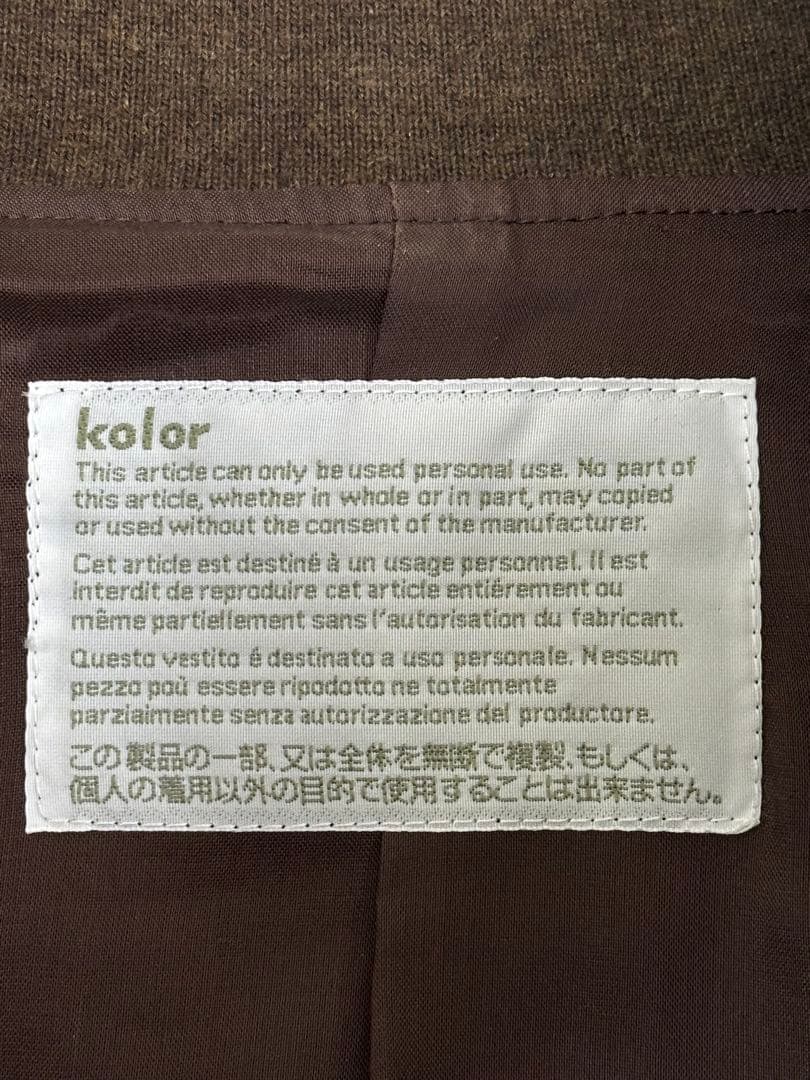 kolor
This article can only be used personal use. No part of
this article, whether in whole or in part, may copied
or used without the consent of the manufacturer.
Cet article est destiné à un usage personnel. Il est
interdit de reproduire cet article entiérement ou
même partiellement sans l'autorisation du fabricant.
Questo vestito é destinato a uso personale. Nessum
pezzo poù essere ripodotto ne totalmente
parziaimente senza autorizzazione del productore.
この製品の一部、又は全体を無断で複製、もしくは、
個人の着用以外の目的で使用することは出来ません。